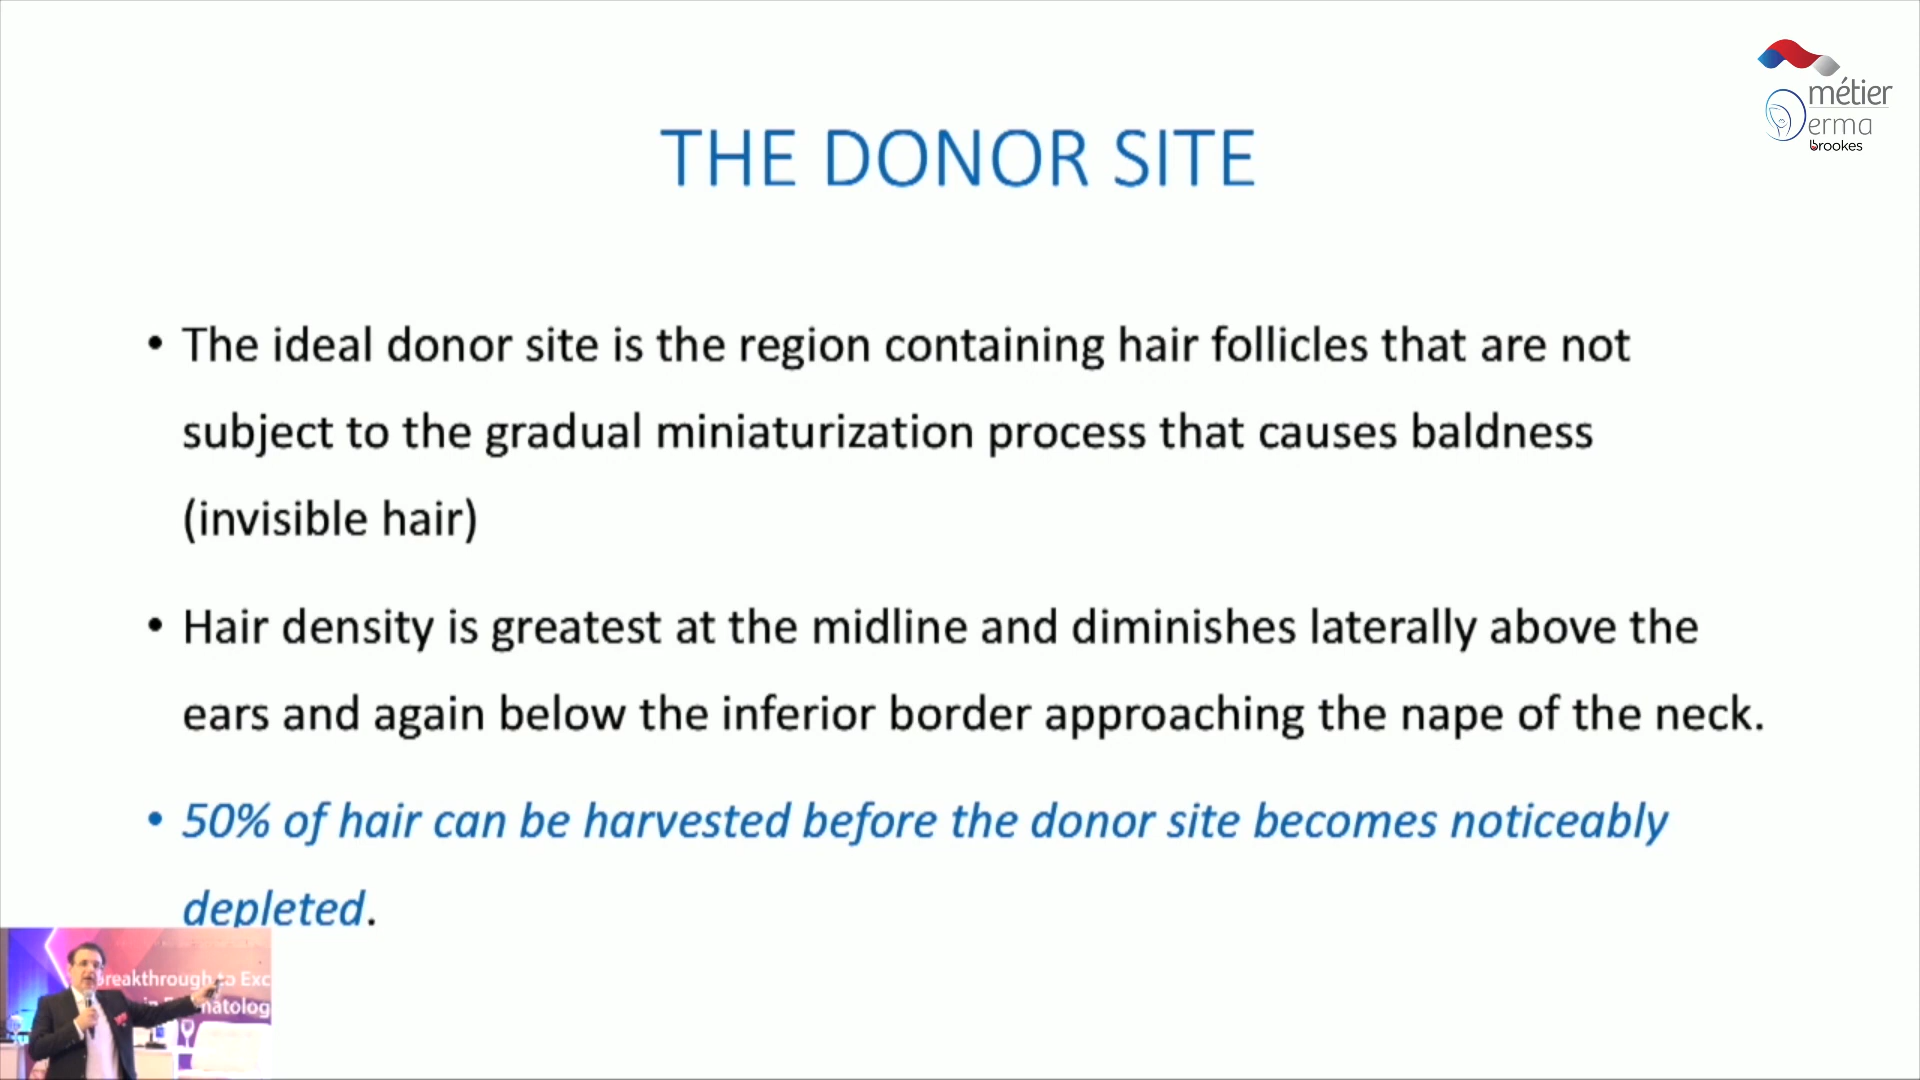 métier
Derma
brookes
THE DONOR SITE
• The ideal donor site is the region containing hair follicles that are not
subject to the gradual miniaturization process that causes baldness
(invisible hair)
• Hair density is greatest at the midline and diminishes laterally above the
ears and again below the inferior border approaching the nape of the neck.
• 50% of hair can be harvested before the donor site becomes noticeably
depleted.
Breakthrough to Exc
in
matolog